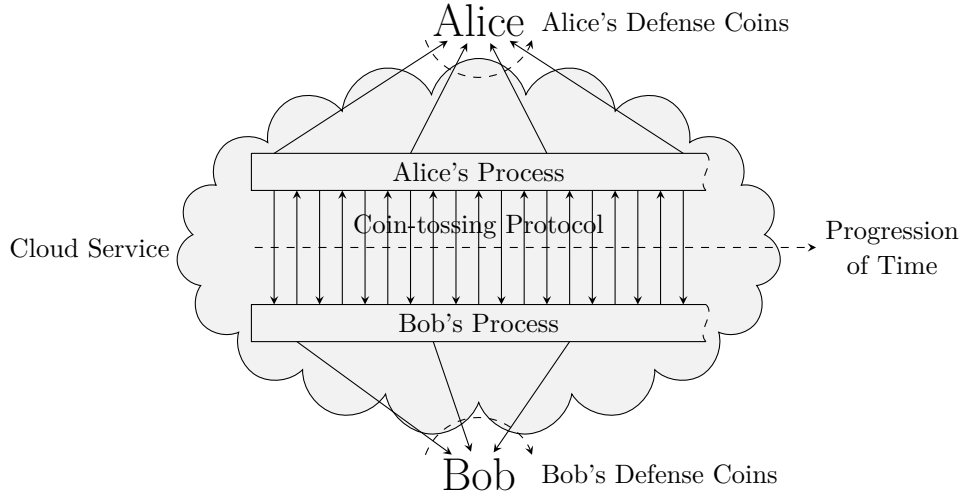 Alice
Alice's Defense Coins
Alice's Process
Coin-tossing Protocol
Cloud Service
Progression
of Time
Bob's Process
Bob
Bob's Defense Coins